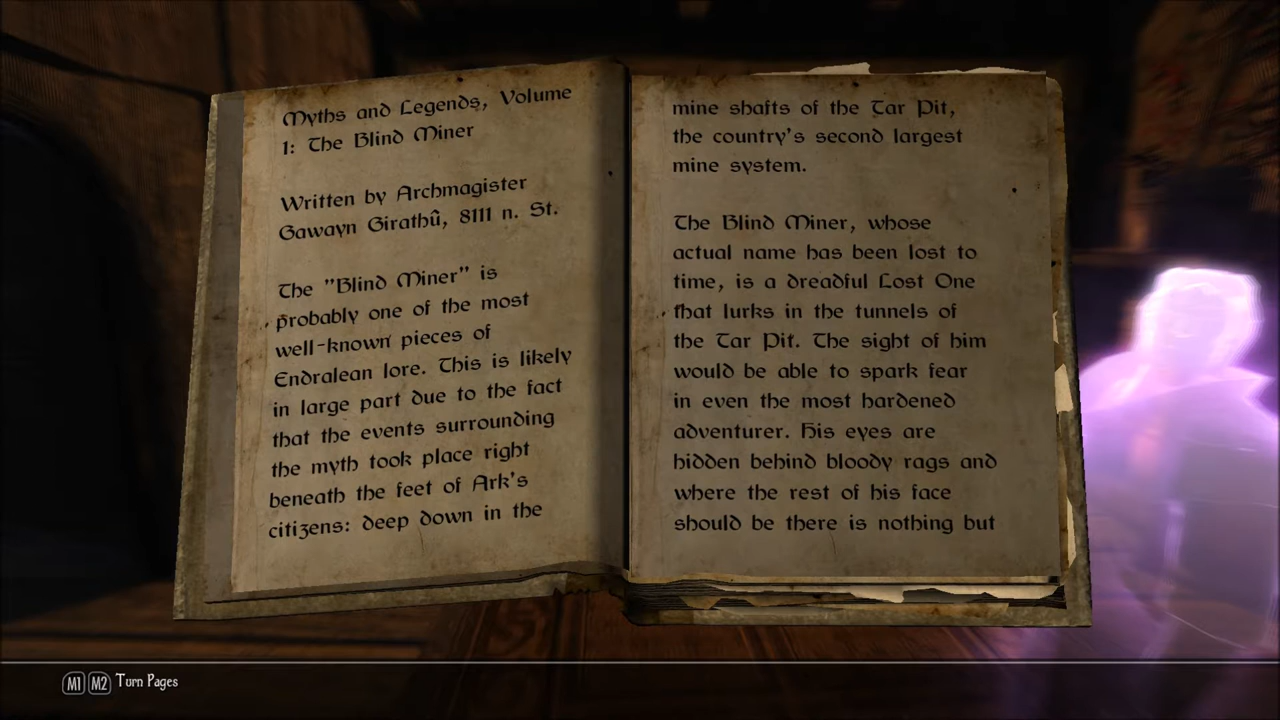 Myths and Legends, Volume
1: The Blind Miner
Written by Archmagister
Gawayn Girathû, 8111 n. St.
The "Blind Miner" is
probably one of the most
well-known pieces of
Endralean lore. This is likely
in large part due to the fact
that the events surrounding
the myth took place right
beneath the feet of Ark's
citizens: deep down in the
mine shafts of the Tar Pit,
the country's second largest
mine system.
The Blind Miner, whose
actual name has been lost to
time, is a dreadful Lost One
that lurks in the tunnels of
the Tar Pit. The sight of him
would be able to spark fear
in even the most hardened
adventurer. His eyes are
hidden behind bloody rags and
where the rest of his face
should be there is nothing but
M1 M2 Turn Pages